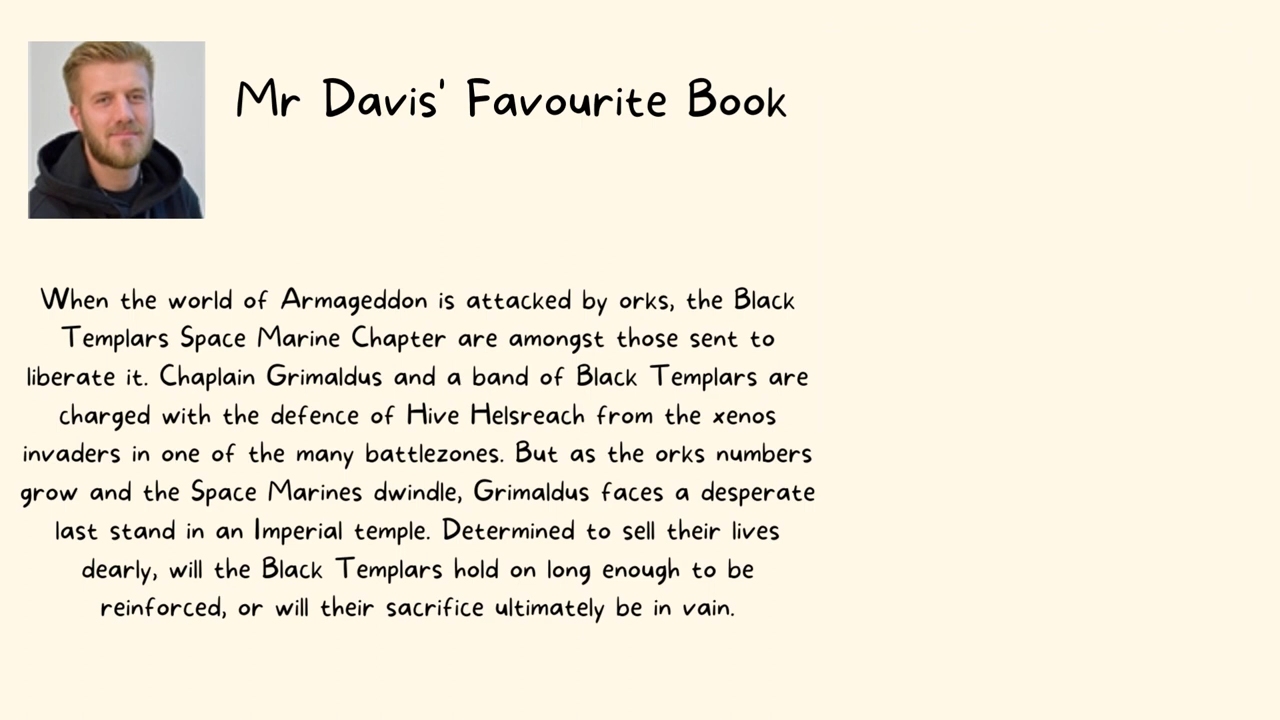 Mr Davis' Favourite Book
When the world of Armageddon is attacked by orks, the Black
Templars Space Marine Chapter are amongst those sent to
liberate it. Chaplain Grimaldus and a band of Black Templars are
charged with the defence of Hive Helsreach from the xenos
invaders in one of the many battlezones. But as the orks numbers
grow and the Space Marines dwindle, Grimaldus faces a desperate
last stand in an Imperial temple. Determined to sell their lives
dearly, will the Black Templars hold on long enough to be
reinforced, or will their sacrifice ultimately be in vain.